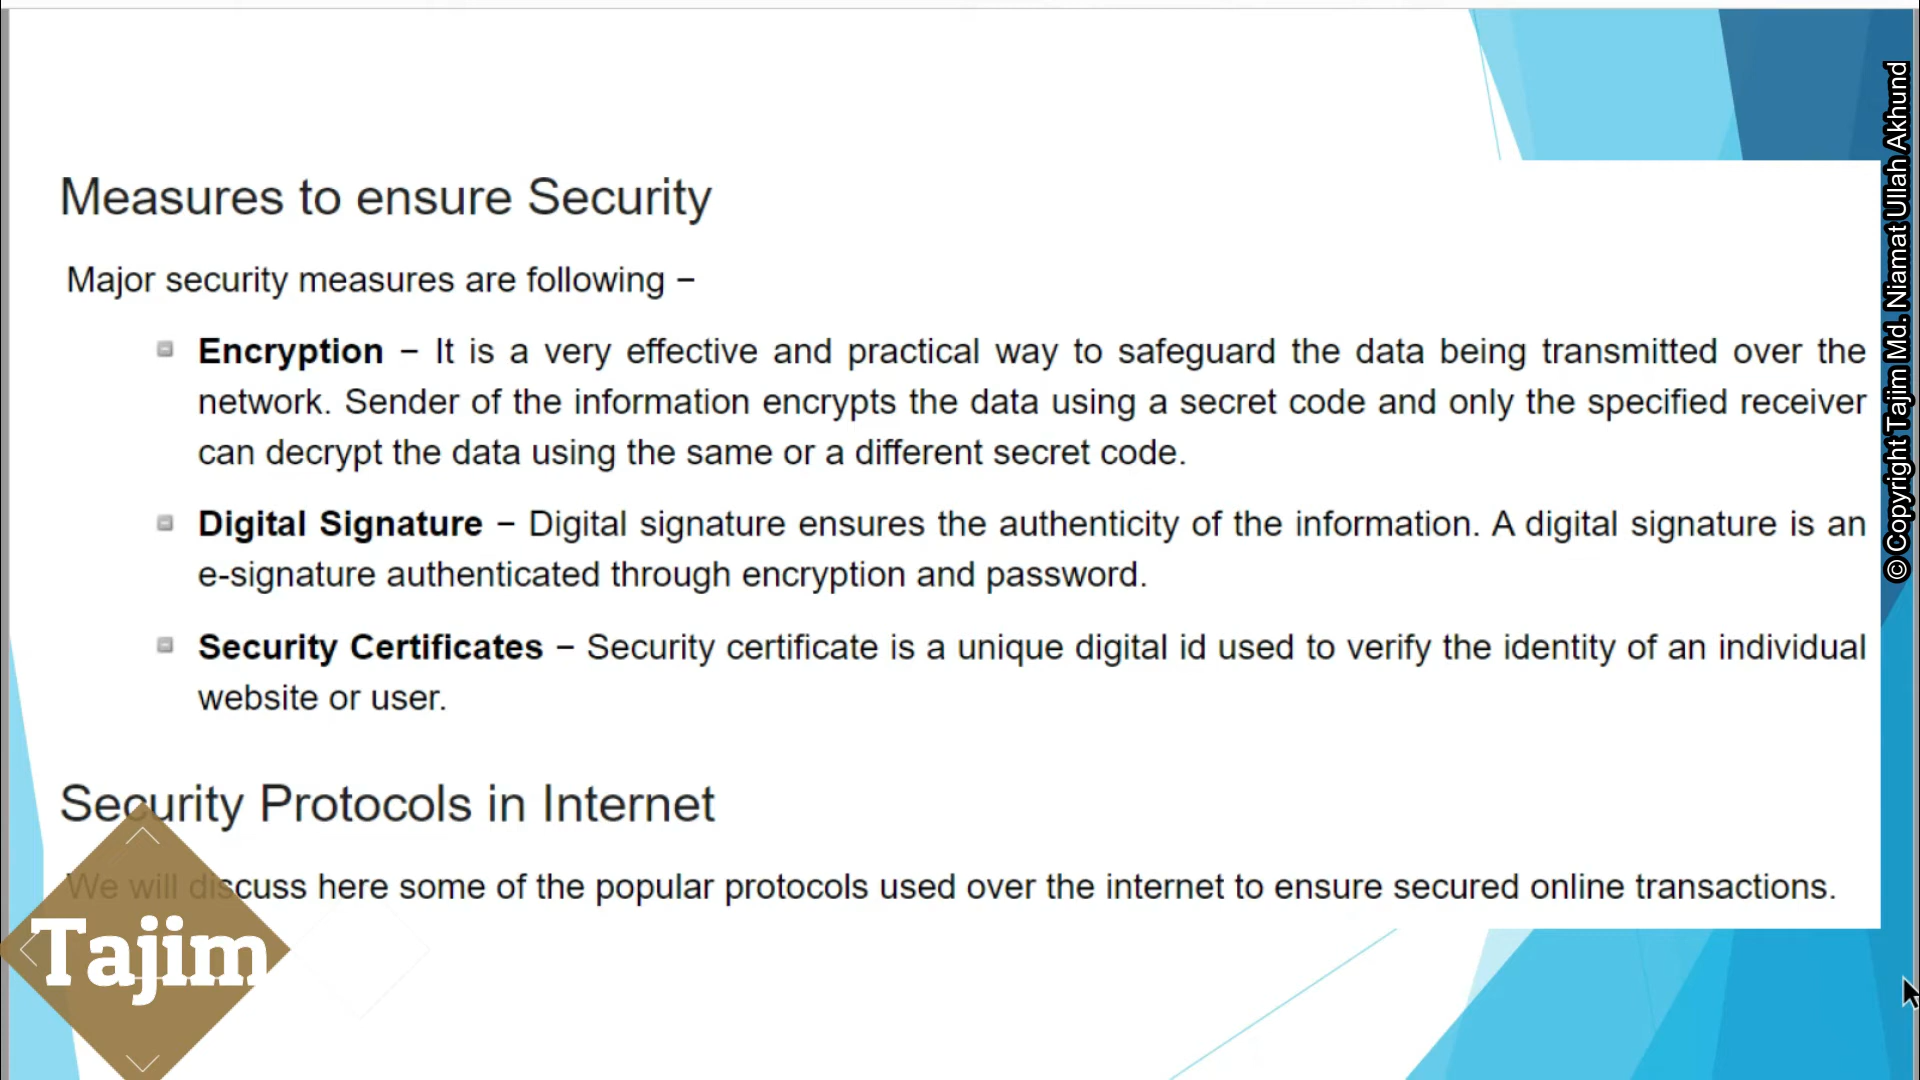 Measures to ensure Security
Major security measures are following –
Encryption – It is a very effective and practical way to safeguard the data being transmitted over the
network. Sender of the information encrypts the data using a secret code and only the specified receiver
can decrypt the data using the same or a different secret code.
Digital Signature – Digital signature ensures the authenticity of the information. A digital signature is an
e-signature authenticated through encryption and password.
Security Certificates – Security certificate is a unique digital id used to verify the identity of an individual
website or user.
Security Protocols in Internet
We will discuss here some of the popular protocols used over the internet to ensure secured online transactions.
Tajim
© Copyright Tajim Md. Niamat Ullah Akhund